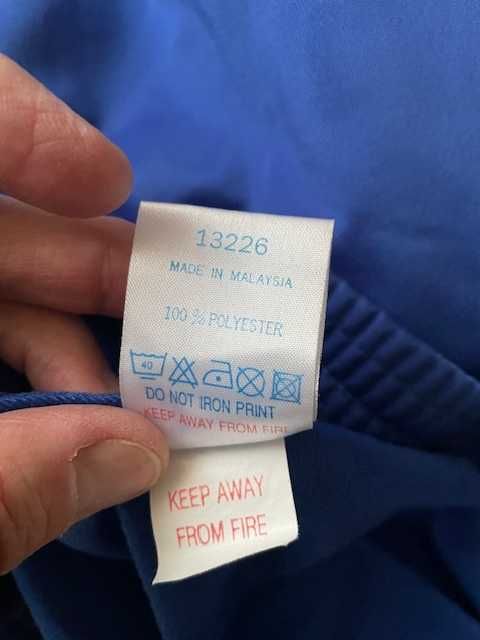 13226
MADE IN MALAYSIA
100 % POLYESTER
40
DO NOT IRON PRINT
KEEP AWAY FROM FIRE
KEEP AWAY
FROM FIRE